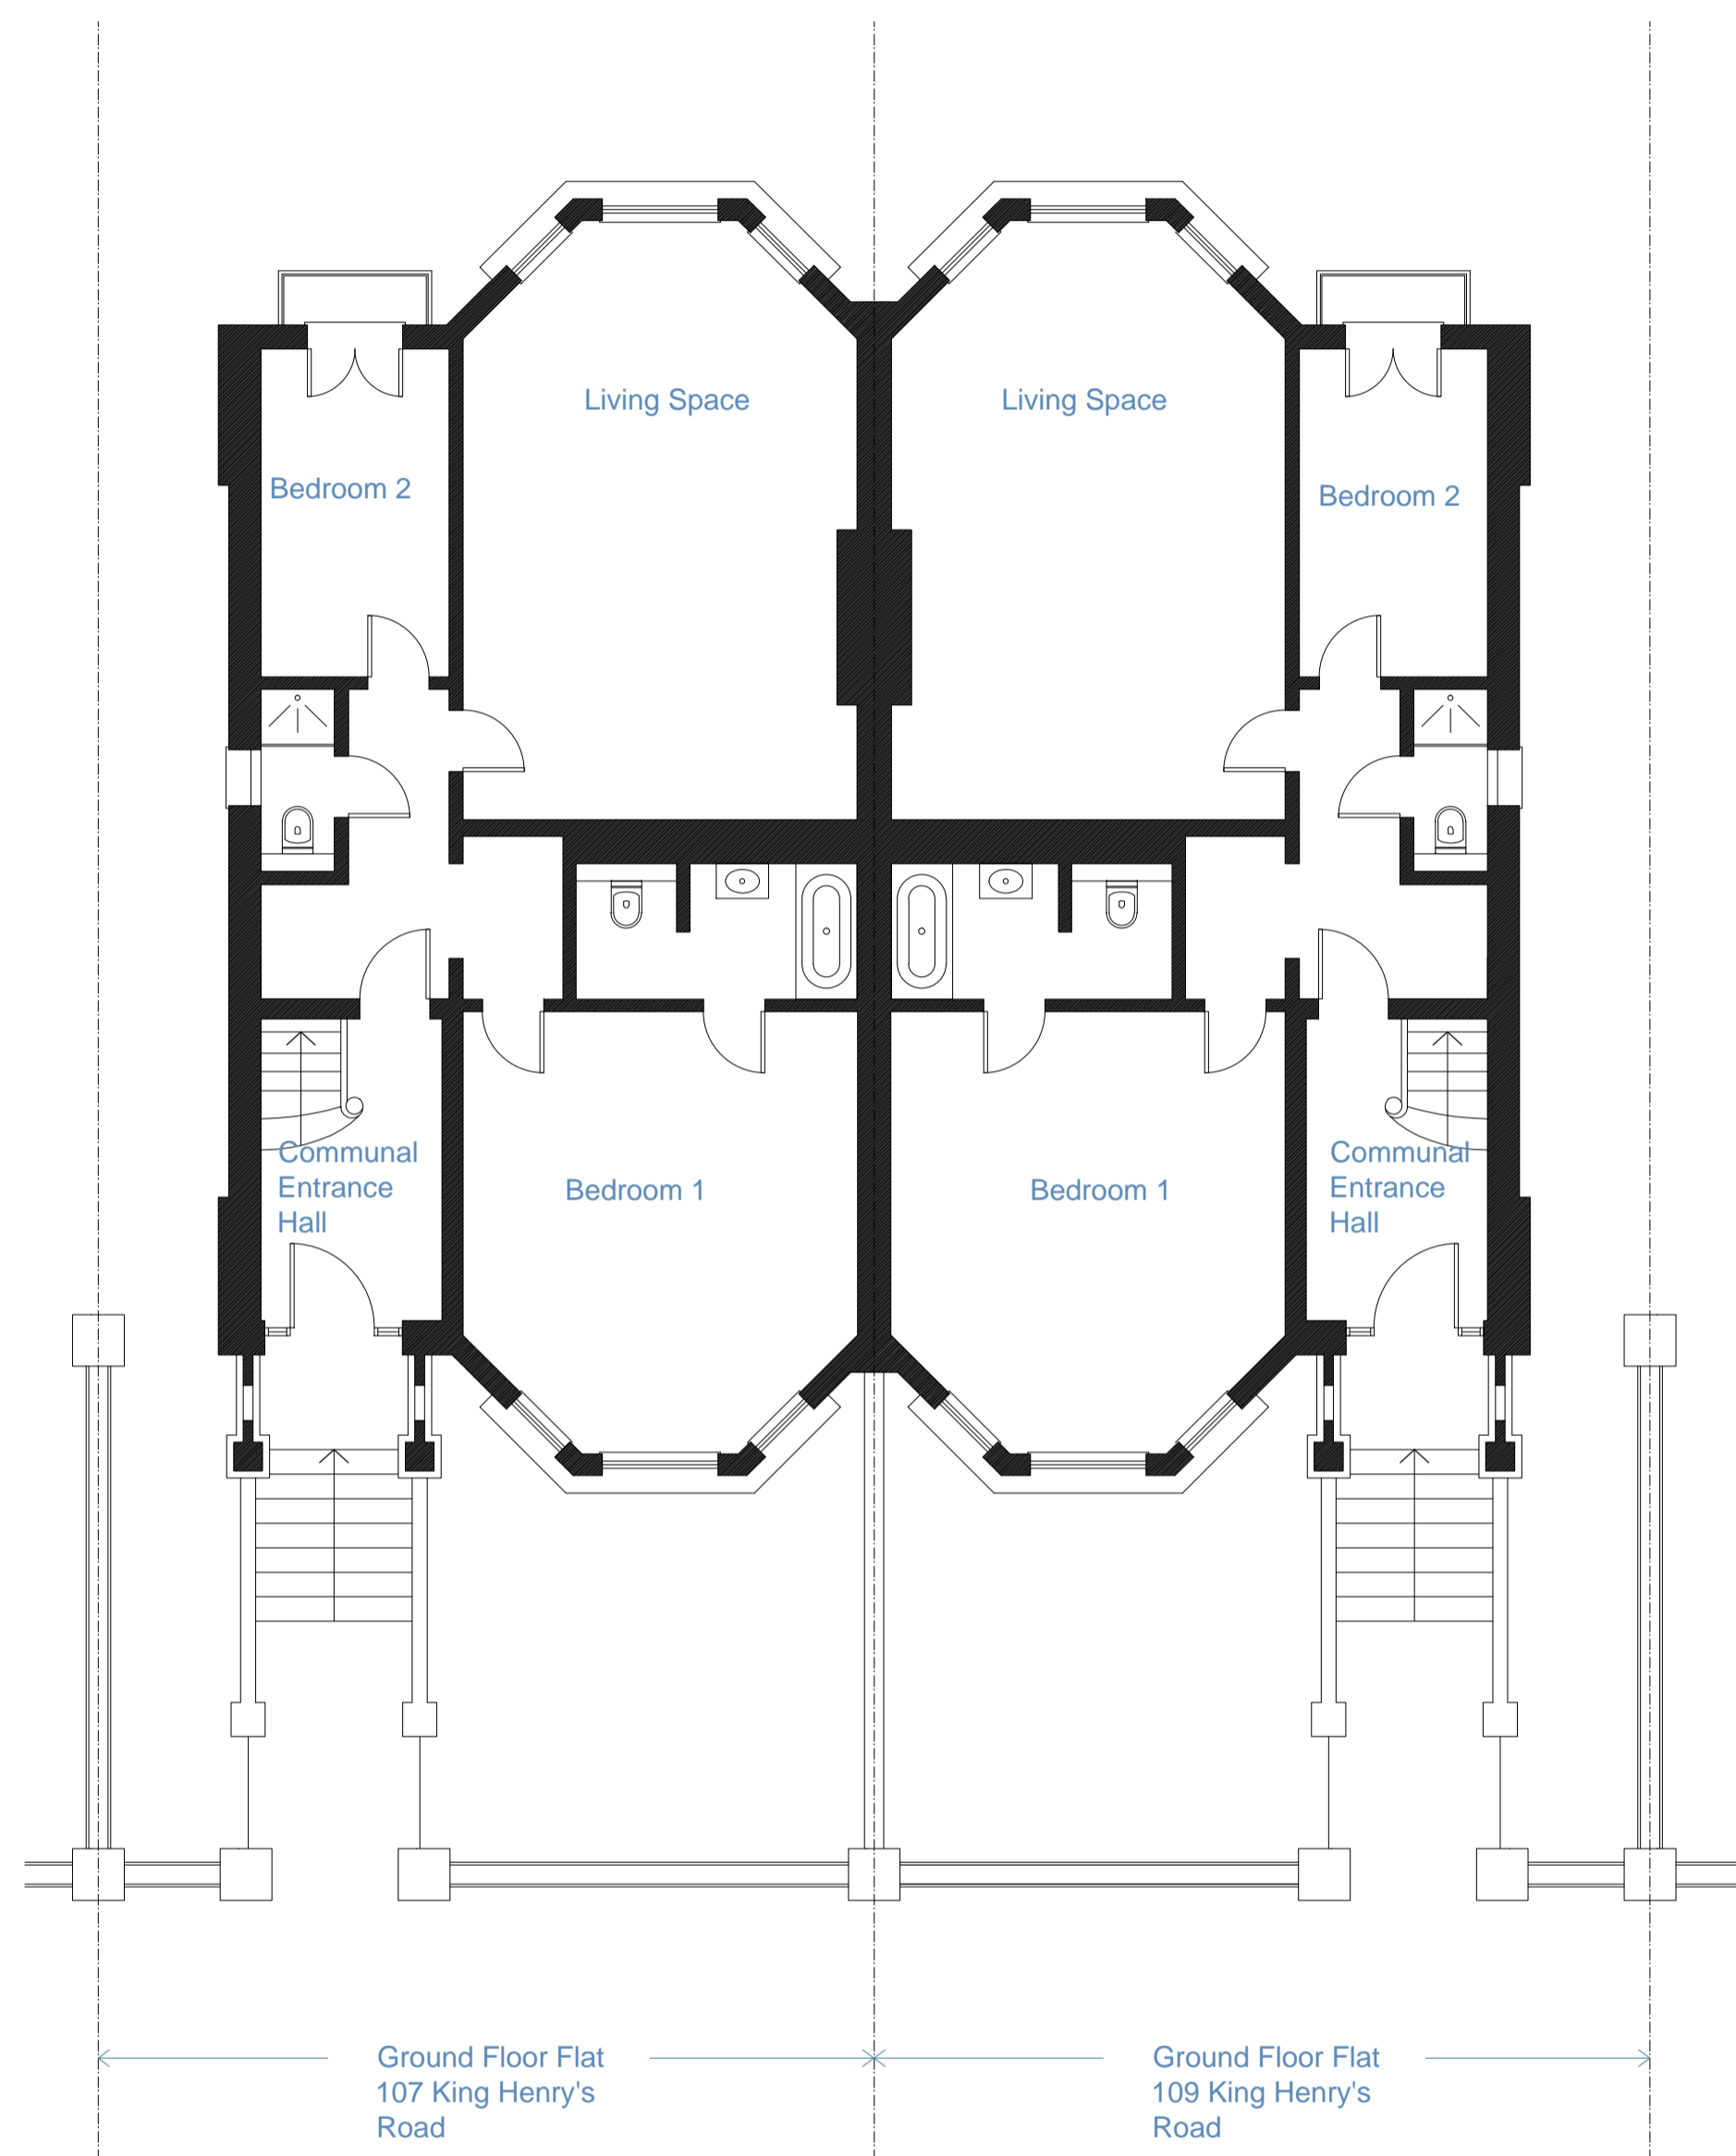 Living Space
Living Space
Bedroom 2
Bedroom 2
Communal
Entrance
Hall
Bedroom 1
Bedroom 1
Communal
Entrance
Hall
Ground Floor Flat
107 King Henry's
Road
Ground Floor Flat
109 King Henry's
Road